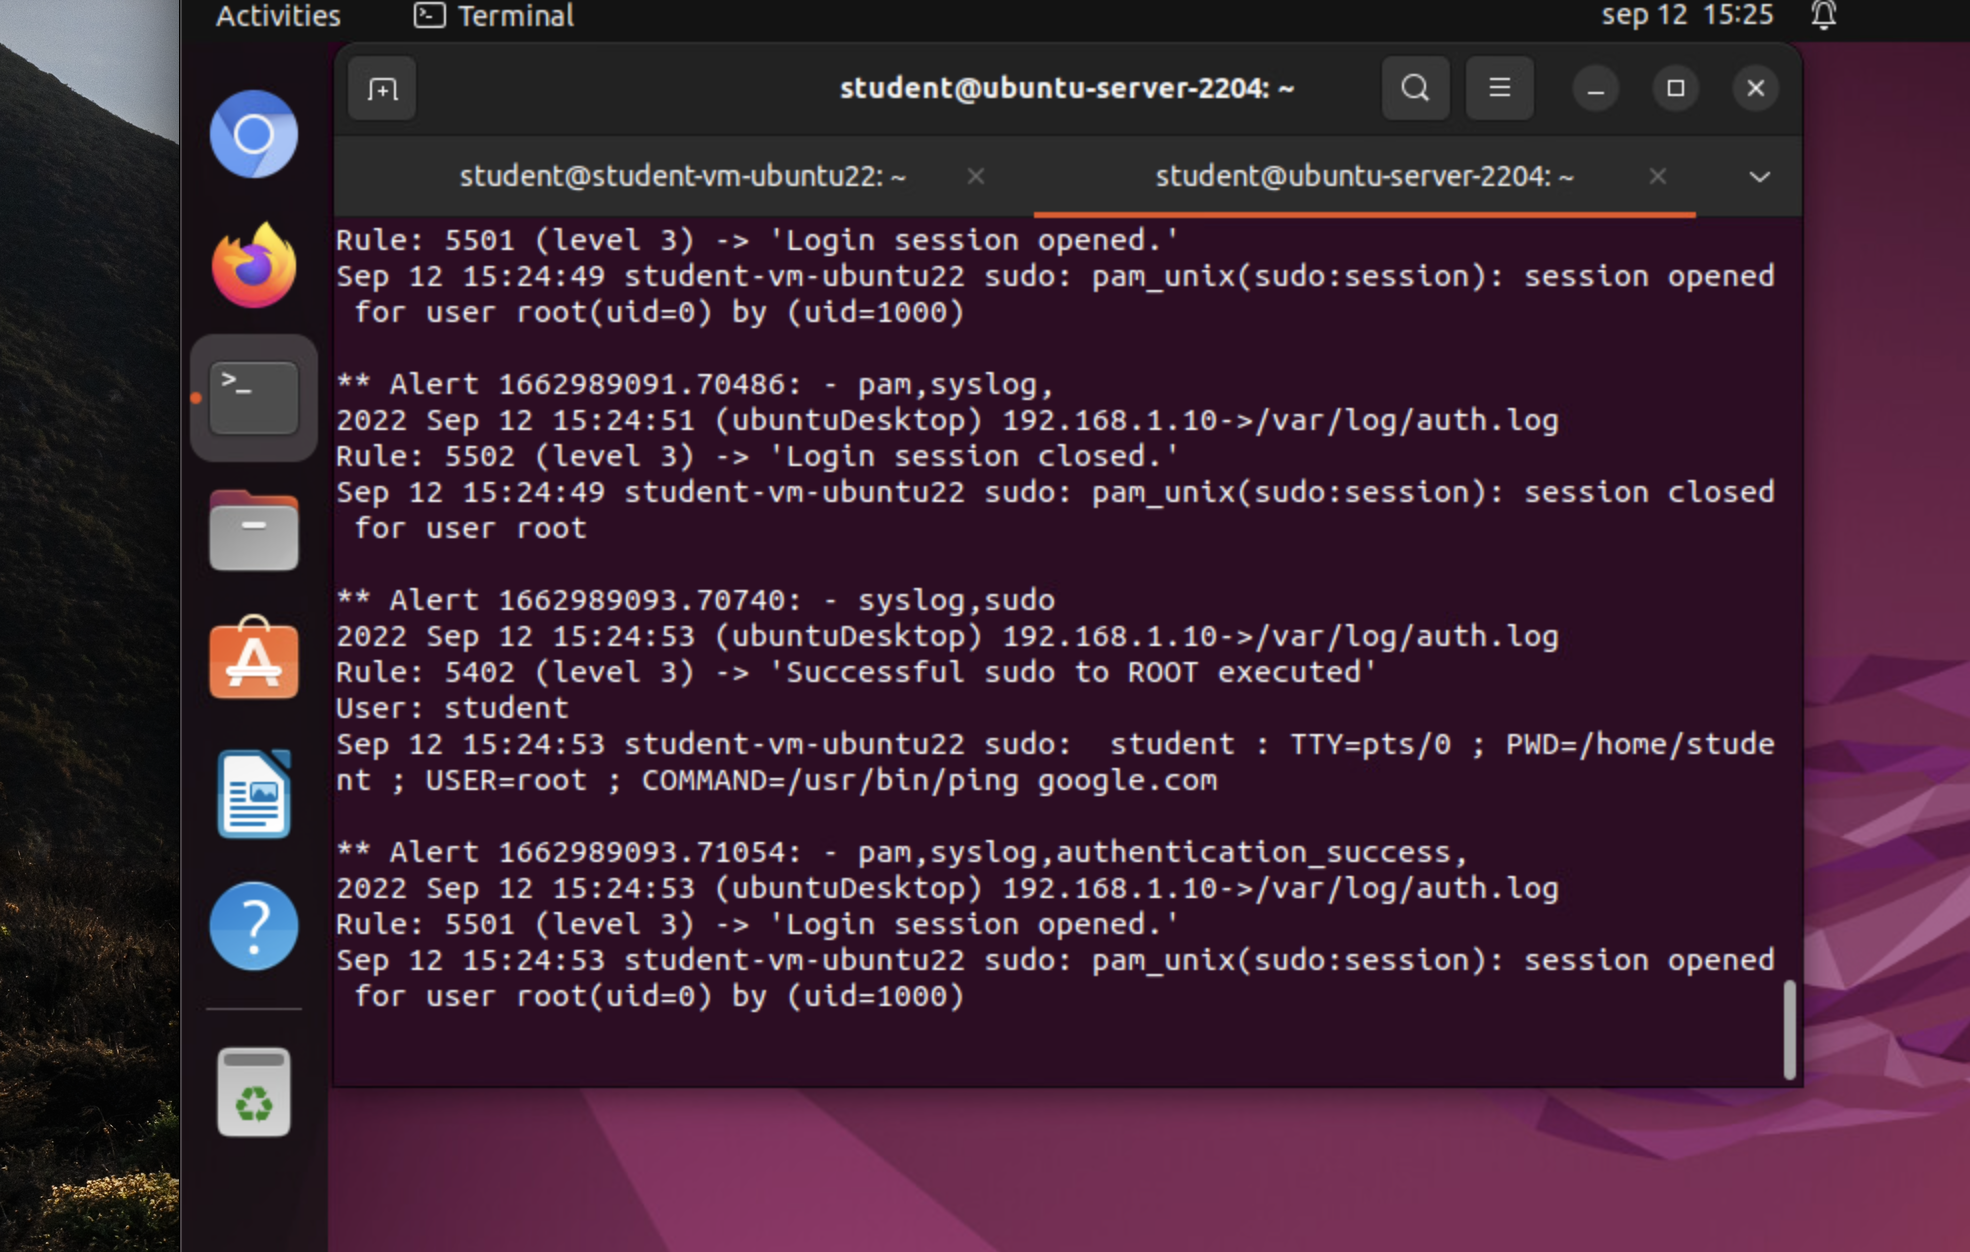 Activities
Terminal
sep 12 15:25
student@ubuntu-server-2204: ~
student@student-vm-ubuntu22: ~
student@ubuntu-server-2204: ~
Rule: 5501 (level 3) -> 'Login session opened.'
Sep 12 15:24:49 student-vm-ubuntu22 sudo: pam_unix(sudo:session): session opened
for user root(uid=0) by (uid=1000)
** Alert 1662989091.70486: - pam,syslog,
2022 Sep 12 15:24:51 (ubuntuDesktop) 192.168.1.10->/var/log/auth.log
Rule: 5502 (level 3) -> 'Login session closed.'
Sep 12 15:24:49 student-vm-ubuntu22 sudo: pam_unix(sudo:session): session closed
for user root
** Alert 1662989093.70740: - syslog,sudo
2022 Sep 12 15:24:53 (ubuntuDesktop) 192.168.1.10->/var/log/auth.log
Rule: 5402 (level 3) -> 'Successful sudo to ROOT executed'
User: student
Sep 12 15:24:53 student-vm-ubuntu22 sudo:  student : TTY=pts/0 ; PWD=/home/stude
nt ; USER=root ; COMMAND=/usr/bin/ping google.com
** Alert 1662989093.71054: - pam,syslog,authentication_success,
2022 Sep 12 15:24:53 (ubuntuDesktop) 192.168.1.10->/var/log/auth.log
Rule: 5501 (level 3) -> 'Login session opened.'
Sep 12 15:24:53 student-vm-ubuntu22 sudo: pam_unix(sudo:session): session opened
for user root(uid=0) by (uid=1000)